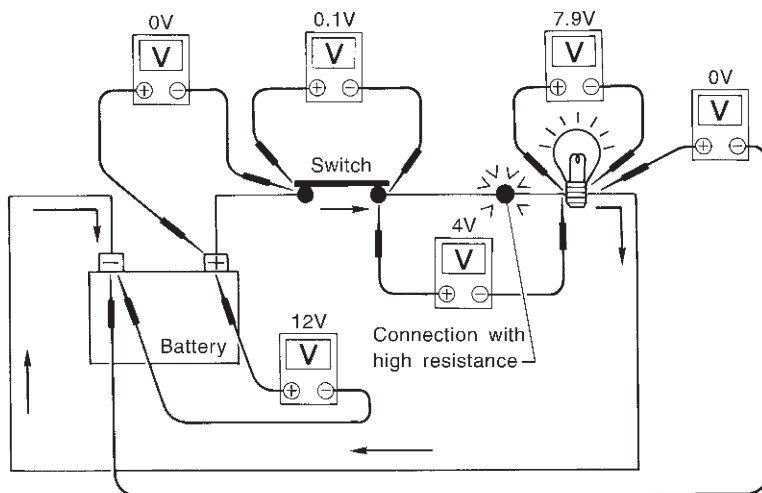 0V
V
+ −
0.1V
V
+ −
7.9V
V
+ −
0V
V
+ −
Switch
4V
V
+ −
− +
Battery
12V
V
+ −
Connection with
high resistance